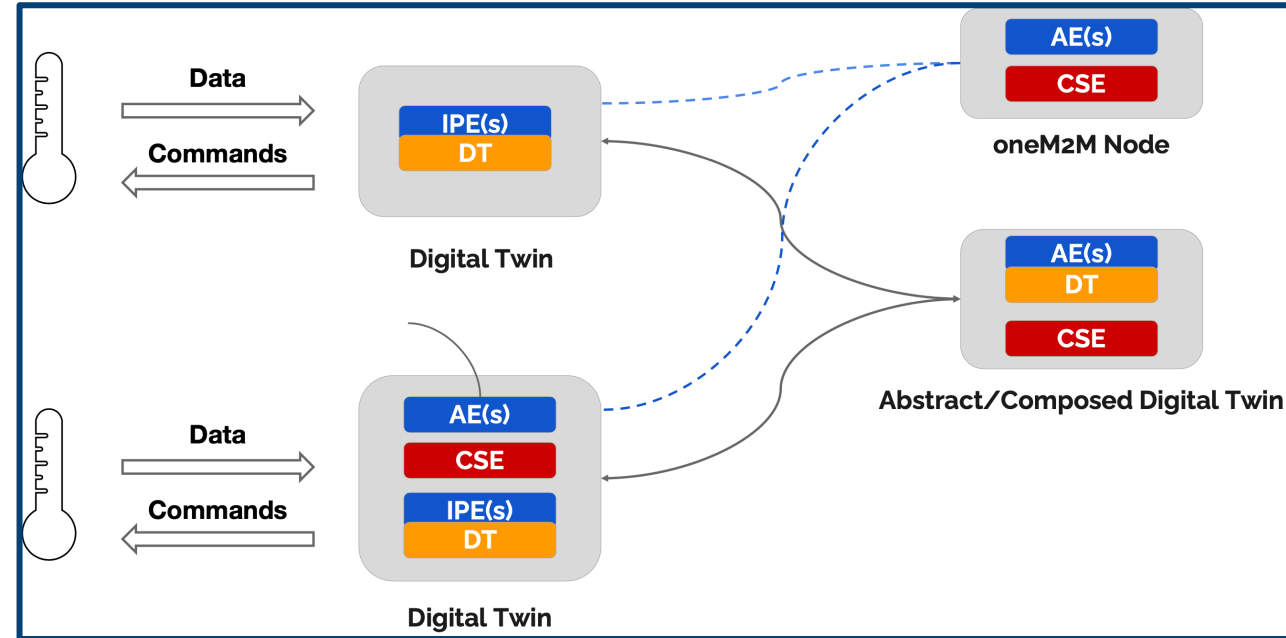 AE(s)
CSE
oneM2M Node
Data
Commands
IPE(s)
DT
Digital Twin
AE(s)
DT
CSE
Abstract/Composed Digital Twin
Data
Commands
AE(s)
CSE
IPE(s)
DT
Digital Twin